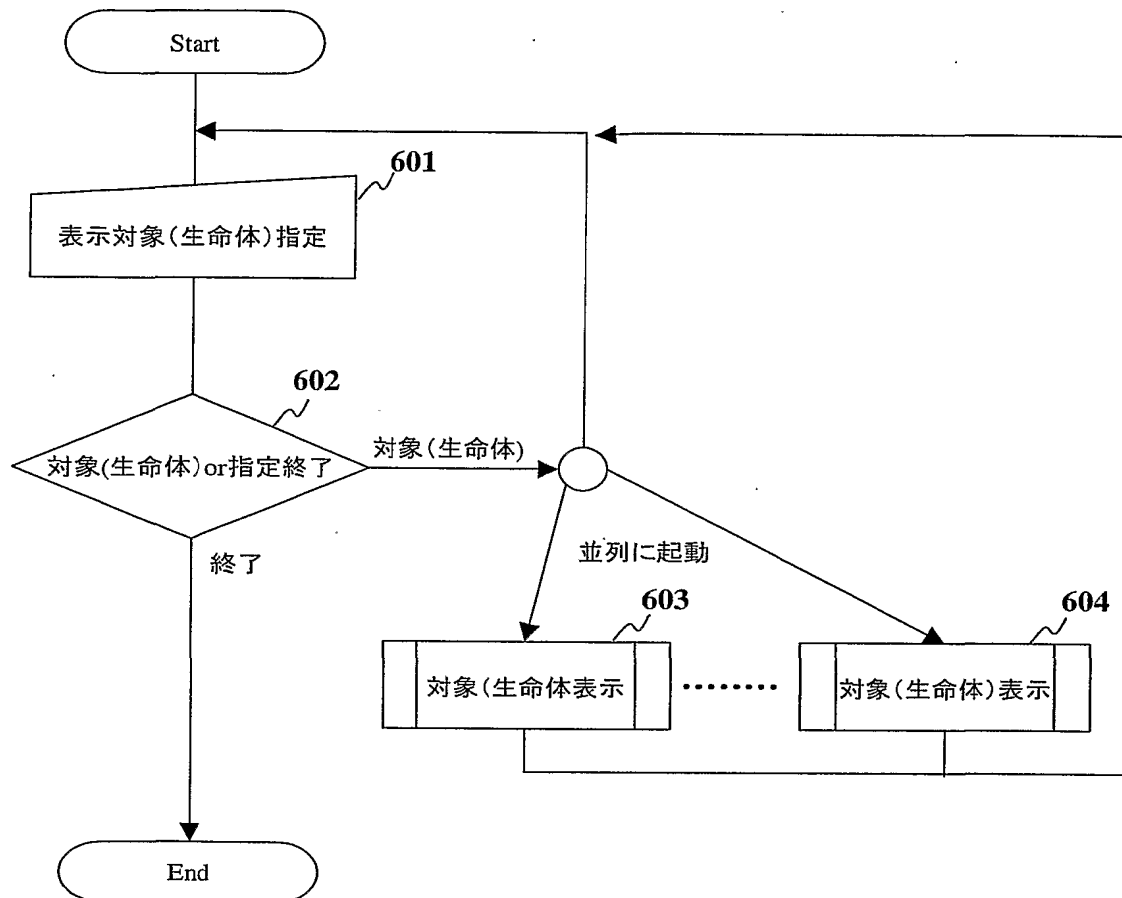 Start
601
表示対象（生命体）指定
602
対象(生命体）or指定終了
対象（生命体)
終了
並列に起動
603
対象（生命体表示
604
対象（生命体）表示
End